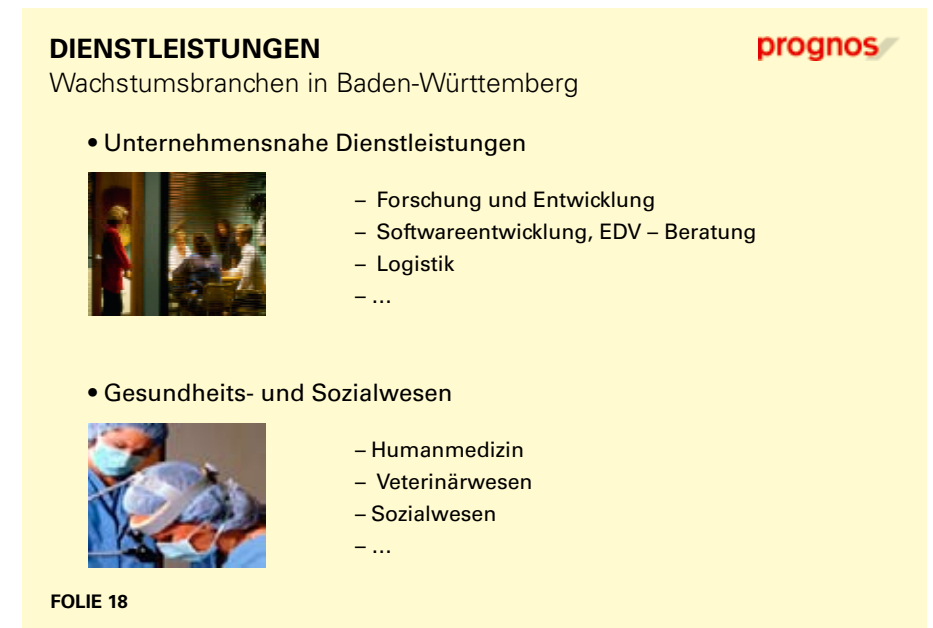 DIENSTLEISTUNGEN
prognos
Wachstumsbranchen in Baden-Württemberg
• Unternehmensnahe Dienstleistungen
– Forschung und Entwicklung
– Softwareentwicklung, EDV – Beratung
– Logistik
– ...
• Gesundheits- und Sozialwesen
– Humanmedizin
– Veterinärwesen
– Sozialwesen
– ...
FOLIE 18